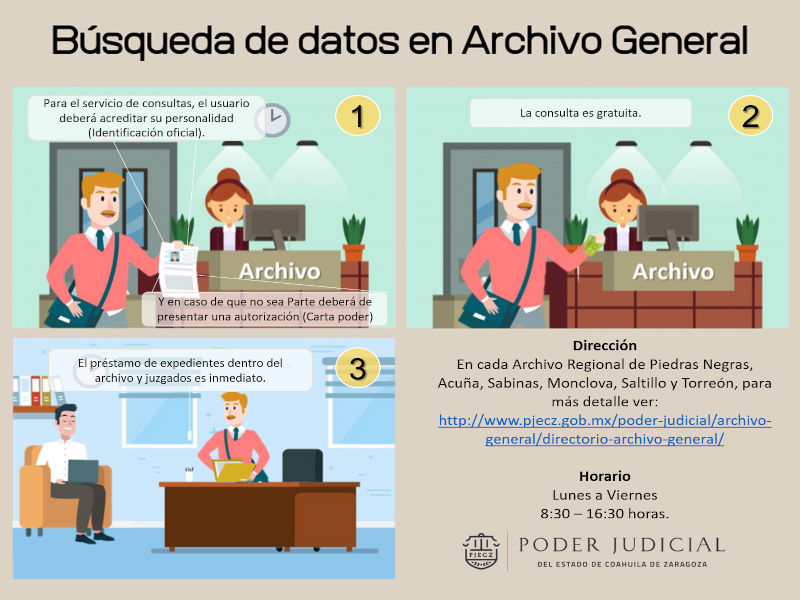 Búsqueda de datos en Archivo General
Para el servicio de consultas, el usuario
deberá acreditar su personalidad
(Identificación oficial).
1
Archivo
Y en caso de que no sea Parte deberá de
presentar una autorización (Carta poder)
La consulta es gratuita.
2
Archivo
El préstamo de expedientes dentro del
archivo y juzgados es inmediato.
3
Dirección
En cada Archivo Regional de Piedras Negras,
Acuña, Sabinas, Monclova, Saltillo y Torreón, para
más detalle ver:
http://www.pjecz.gob.mx/poder-judicial/archivo-
general/directorio-archivo-general/
Horario
Lunes a Viernes
8:30 – 16:30 horas.
PJECZ
PODER JUDICIAL
DEL ESTADO DE COAHUILA DE ZARAGOZA